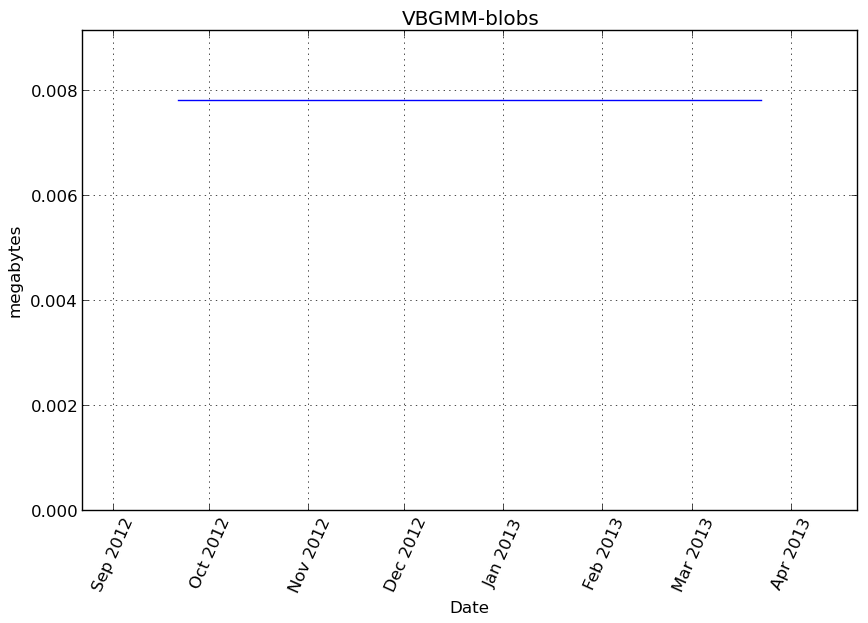 VBGMM-blobs
0.008
0.006
0.004
0.002
0.000
megabytes
Sep 2012
Oct 2012
Nov 2012
Dec 2012
Jan 2013
Feb 2013
Mar 2013
Apr 2013
Date